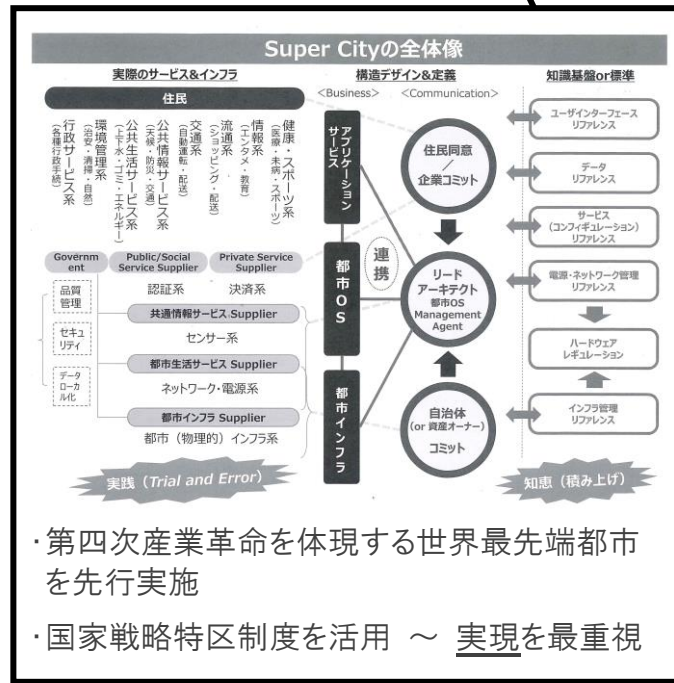 Super Cityの全体像
実際のサービス&インフラ
構造デザイン&定義
知識基盤or標準
<Business>
<Communication>
住民
行政サービス系
(各種行政手続)
環境管理系
(治安・清掃・自然)
公共生活サービス系
(上下水・ゴミ・エネルギー)
公共情報サービス系
(天候・防災・交通)
交通系
(自動運転・配送)
流通系
(ショッピング・配送)
情報系
(エンタメ・教育)
健康・スポーツ系
(医療・未病・スポーツ)
Governm
ent
Public/Social
Service Supplier
Private Service
Supplier
品質
管理
セキュ
リティ
データ
ローカ
ル化
認証系
決済系
共通情報サービス Supplier
センサー系
都市生活サービス Supplier
ネットワーク・電源系
都市インフラ Supplier
都市(物理的)インフラ系
実践(Trial and Error)
アプリケーション
サービス
都市OS
都市インフラ
連携
住民同意
/
企業コミット
リード
アーキテクト
都市OS
Management
Agent
自治体
(or 資産オーナー)
コミット
ユーザインターフェース
リファレンス
データ
リファレンス
サービス
(コンフィギュレーション)
リファレンス
電源・ネットワーク管理
リファレンス
ハードウェア
レギュレーション
インフラ管理
リファレンス
知恵(積み上げ)
・第四次産業革命を体現する世界最先端都市
を先行実施
・国家戦略特区制度を活用 ～ 実現を最重視